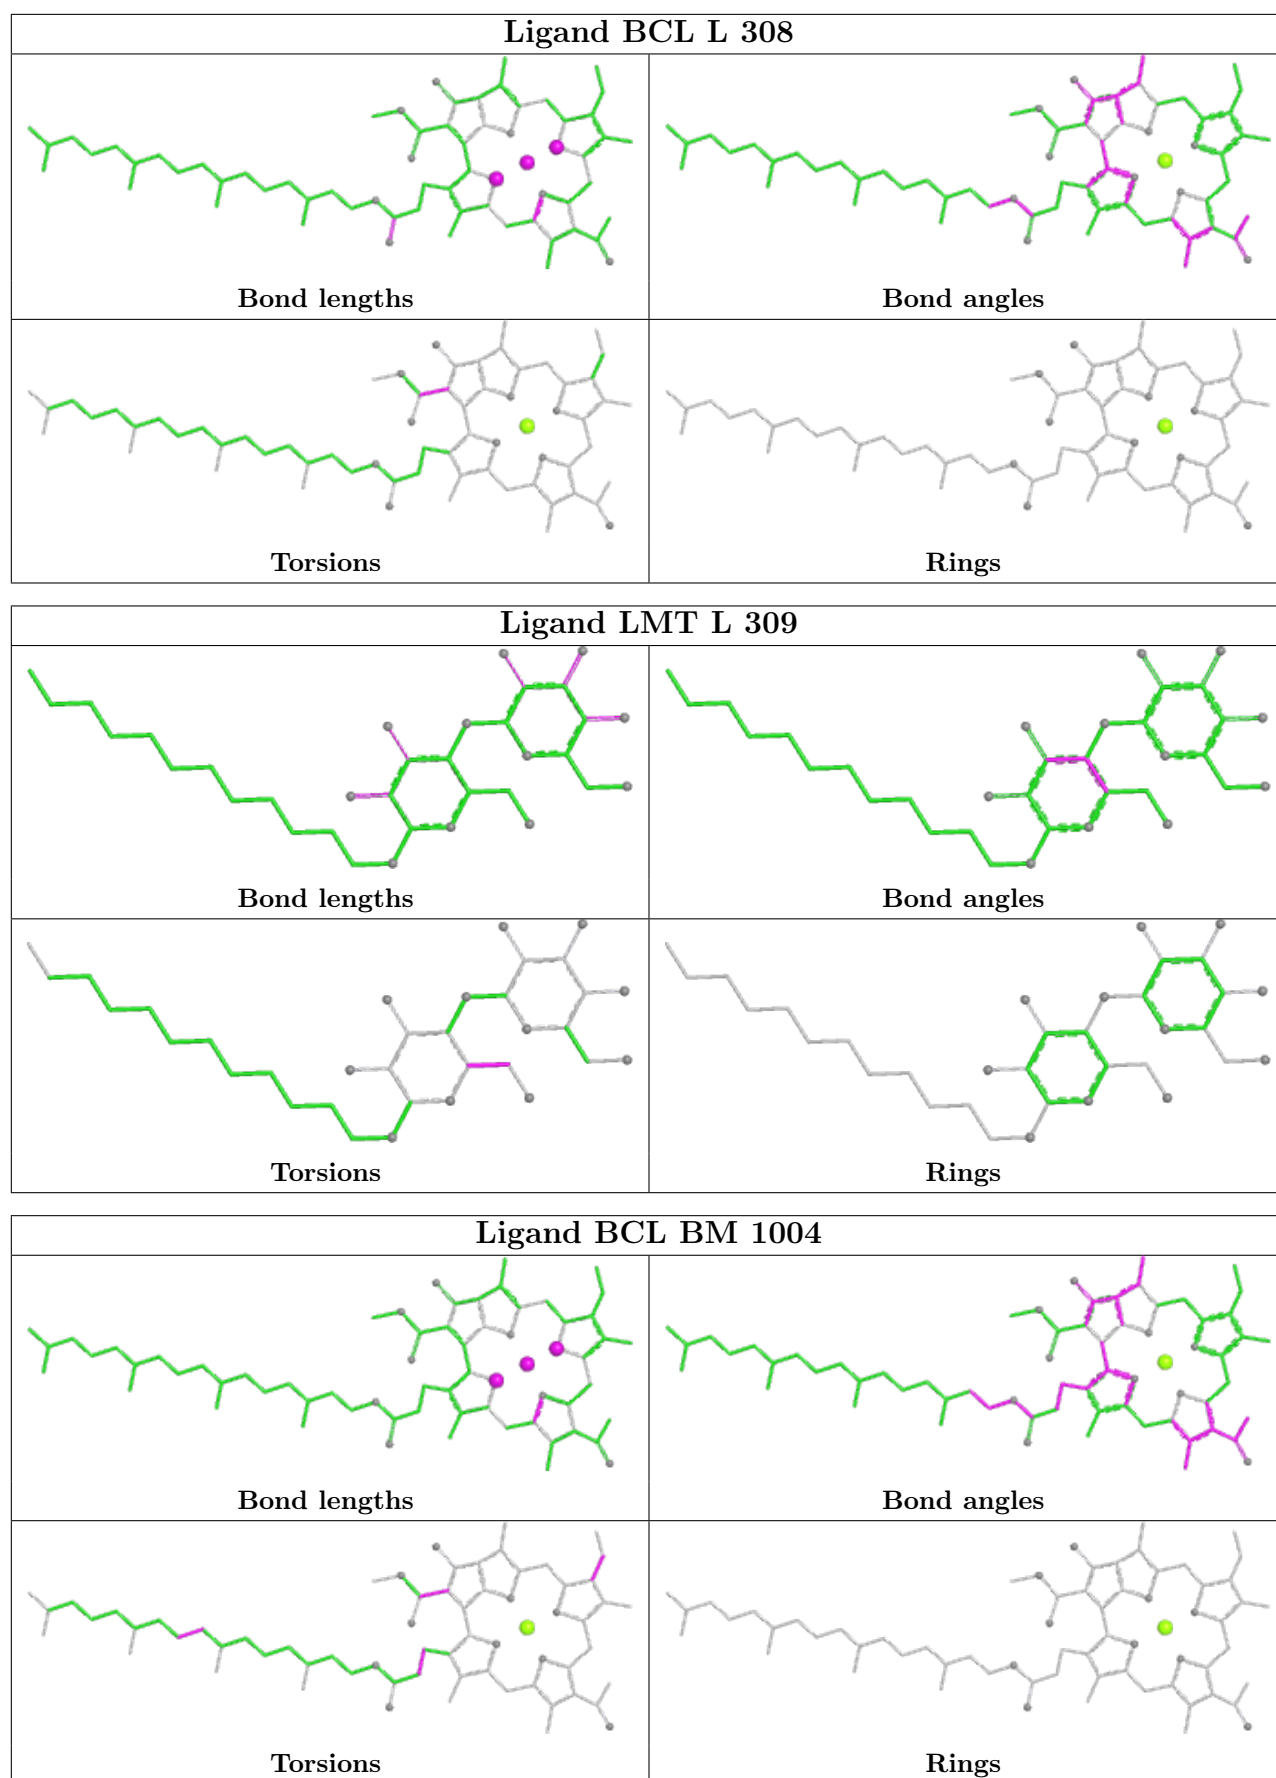 Ligand BCL L 308
Bond lengths
Bond angles
Torsions
Rings
Ligand LMT L 309
Bond lengths
Bond angles
Torsions
Rings
Ligand BCL BM 1004
Bond lengths
Bond angles
Torsions
Rings